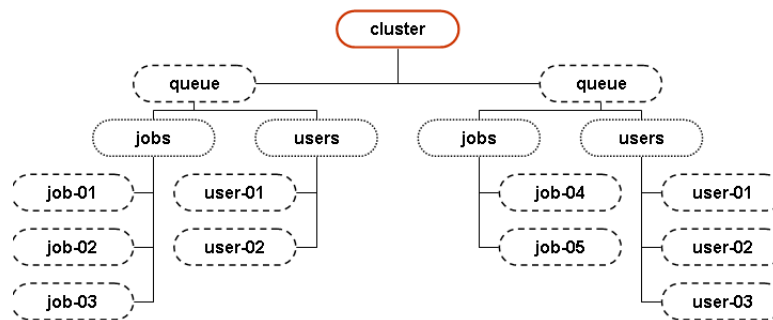 cluster
queue
queue
jobs
users
jobs
users
job-01
user-01
job-04
user-01
job-02
user-02
job-05
user-02
job-03
user-03